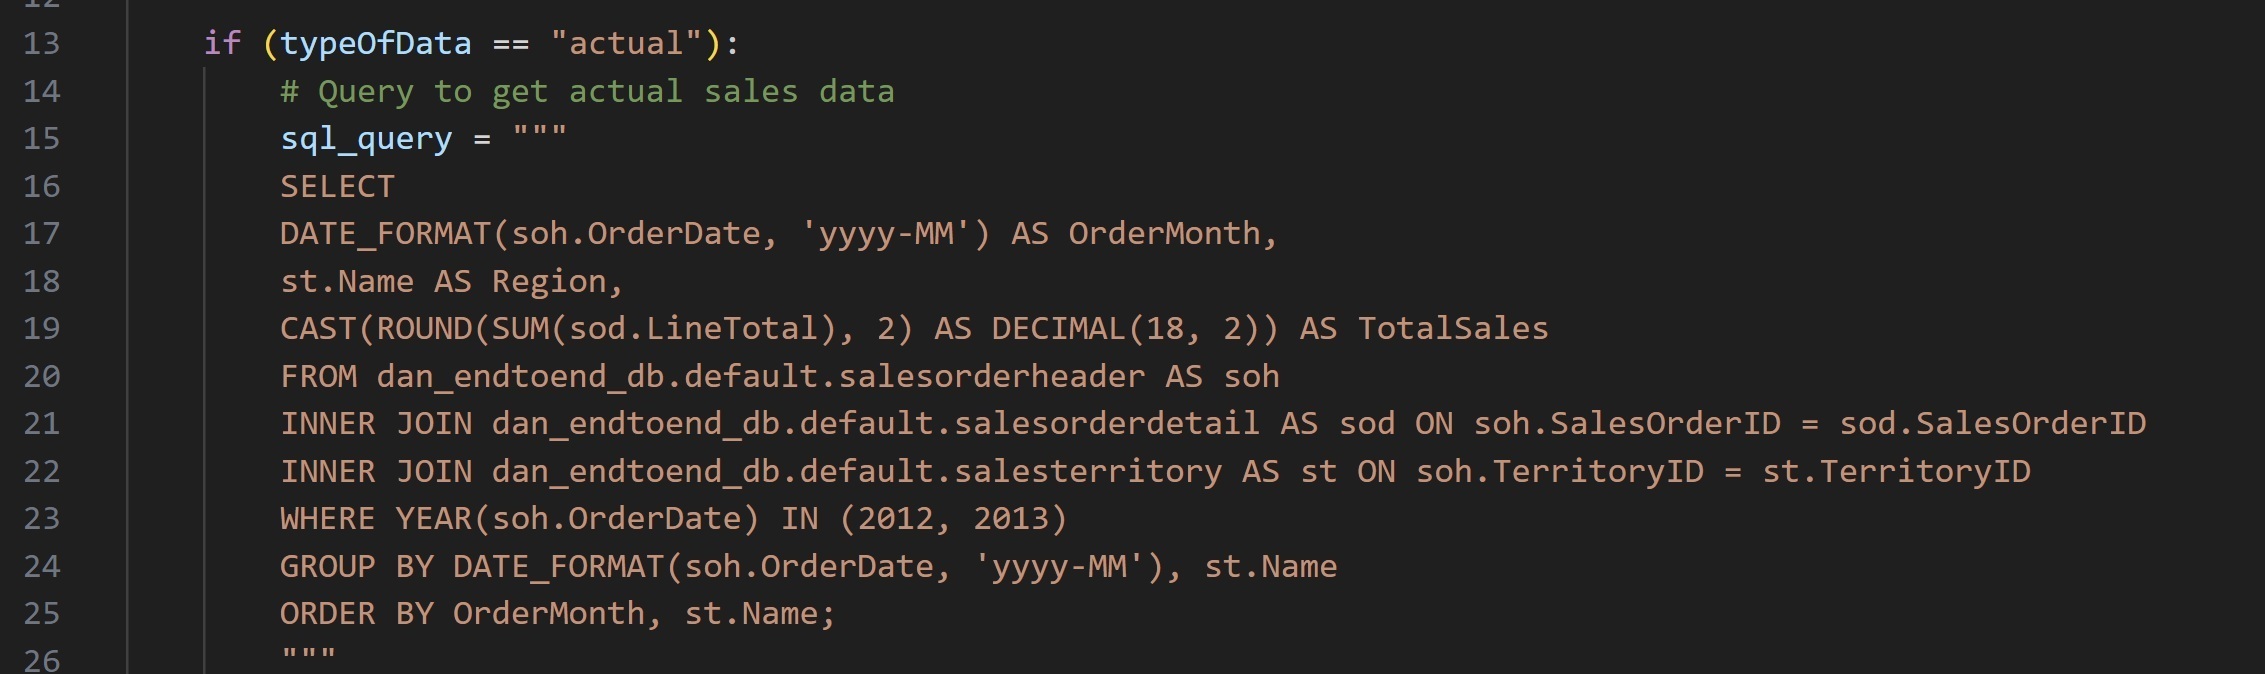 12
13 if (typeOfData == "actual"):
14 # Query to get actual sales data
15 sql_query = """
16 SELECT
17 DATE_FORMAT(soh.OrderDate, 'yyyy-MM') AS OrderMonth,
18 st.Name AS Region,
19 CAST(ROUND(SUM(sod.LineTotal), 2) AS DECIMAL(18, 2)) AS TotalSales
20 FROM dan_endtoend_db.default.salesorderheader AS soh
21 INNER JOIN dan_endtoend_db.default.salesorderdetail AS sod ON soh.SalesOrderID = sod.SalesOrderID
22 INNER JOIN dan_endtoend_db.default.salesterritory AS st ON soh.TerritoryID = st.TerritoryID
23 WHERE YEAR(soh.OrderDate) IN (2012, 2013)
24 GROUP BY DATE_FORMAT(soh.OrderDate, 'yyyy-MM'), st.Name
25 ORDER BY OrderMonth, st.Name;
26 """